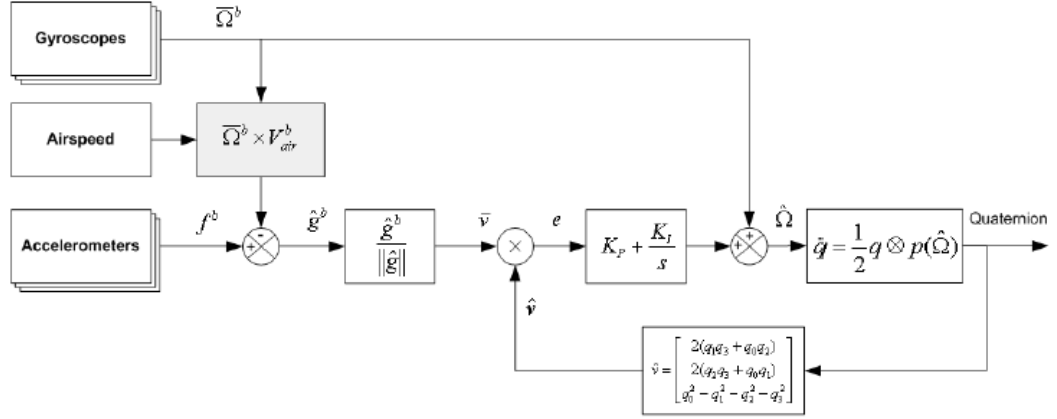 Gyroscopes
Ω̅ᵇ
Airspeed
Ω̅ᵇ × Vᵇ_air
Accelerometers
fᵇ
-
+
ĝᵇ
ĝᵇ / ‖ĝ‖
v̄
×
e
K_P + K_I / s
+
+
Ω̂
q̇ = 1/2 q ⊗ p(Ω̂)
Quaternion
v̂
v̂ = [ 2(q₁q₃ + q₀q₂)
2(q₂q₃ + q₀q₁)
q₀² - q₁² - q₂² - q₃² ]